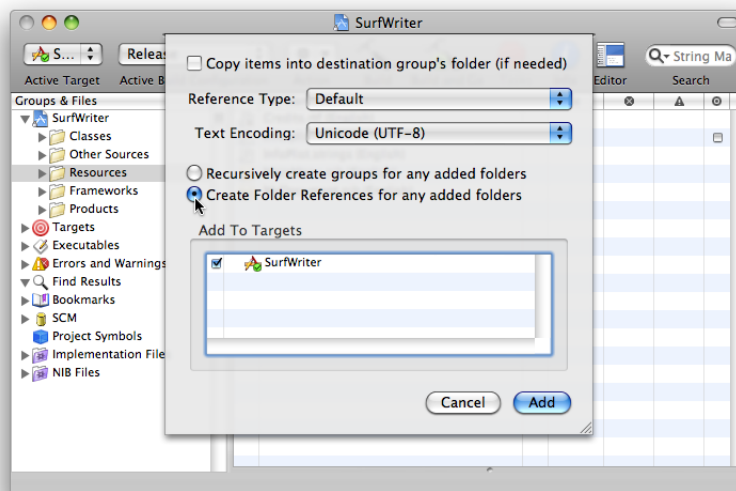 SurfWriter
S...
Relea
Active Target
Active B
Editor
String Ma
Search
Groups & Files
SurfWriter
Classes
Other Sources
Resources
Frameworks
Products
Targets
Executables
Errors and Warnings
Find Results
Bookmarks
SCM
Project Symbols
Implementation File
NIB Files
Copy items into destination group's folder (if needed)
Reference Type: Default
Text Encoding: Unicode (UTF-8)
Recursively create groups for any added folders
Create Folder References for any added folders
Add To Targets
SurfWriter
Cancel
Add